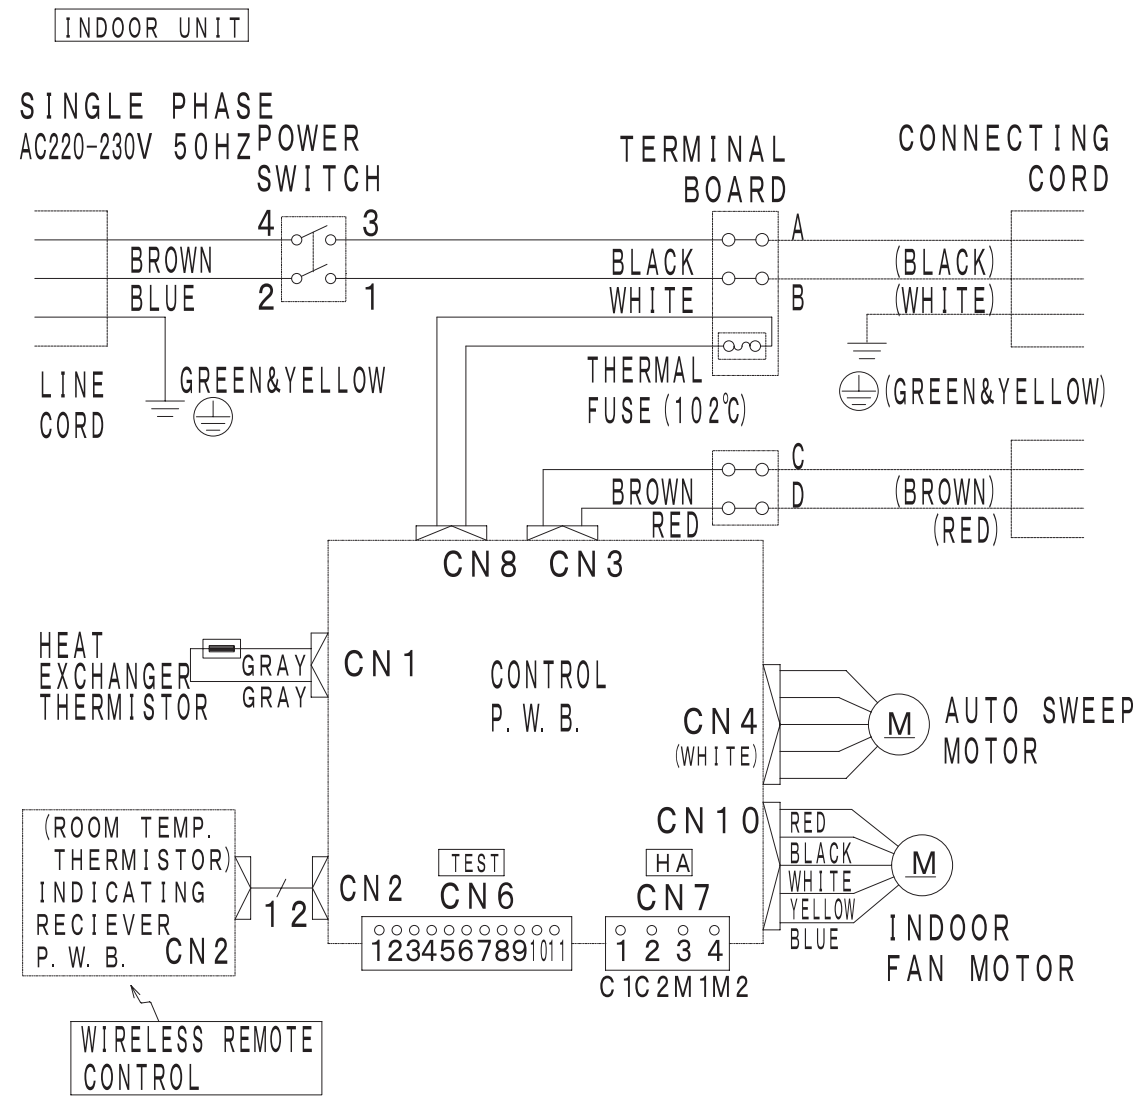 INDOOR UNIT
SINGLE PHASE
AC220-230V 50HZ
POWER
SWITCH
TERMINAL
BOARD
CONNECTING
CORD
4
3
A
BROWN
BLACK
(BLACK)
BLUE
2
1
WHITE
B
(WHITE)
LINE
CORD
GREEN&YELLOW
THERMAL
FUSE (102℃)
(GREEN&YELLOW)
C
BROWN
D
(BROWN)
RED
(RED)
CN8
CN3
HEAT
EXCHANGER
THERMISTOR
GRAY
GRAY
CN1
CONTROL
P. W. B.
CN4
(WHITE)
M
AUTO SWEEP
MOTOR
CN10
RED
BLACK
WHITE
YELLOW
BLUE
M
INDOOR
FAN MOTOR
(ROOM TEMP.
THERMISTOR)
INDICATING
RECIEVER
P. W. B.
CN2
12
CN2
TEST
CN6
1234567891011
HA
CN7
1 2 3 4
C1C2M1M2
WIRELESS REMOTE
CONTROL